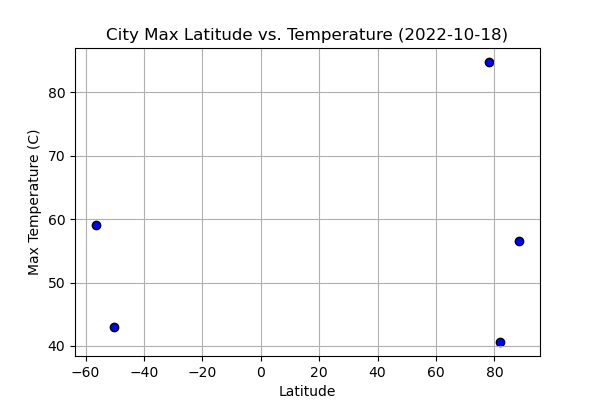 City Max Latitude vs. Temperature (2022-10-18)
Max Temperature (C)
80
70
60
50
40
−60 −40 −20 0 20 40 60 80
Latitude